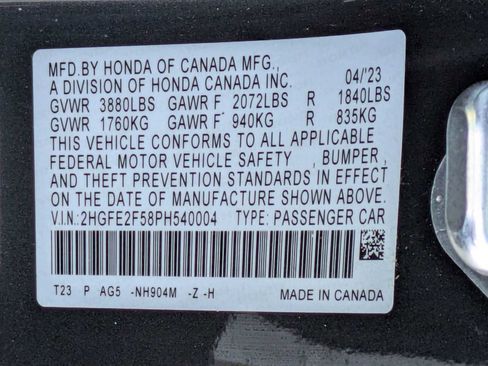 MFD.BY HONDA OF CANADA MFG.,
A DIVISION OF HONDA CANADA INC. 04/23
GVWR 3880LBS GAWR F 2072LBS R 1840LBS
GVWR 1760KG GAWR F 940KG R 835KG
THIS VEHICLE CONFORMS TO ALL APPLICABLE
FEDERAL MOTOR VEHICLE SAFETY , BUMPER,
AND THEFT PREVENTION STANDARDS IN EFFECT
ON THE DATE OF MANUFACTURE SHOWN ABOVE.
V.I.N:2HGFE2F58PH540004 TYPE: PASSENGER CAR
T23 P AG5 -NH904M -Z -H MADE IN CANADA